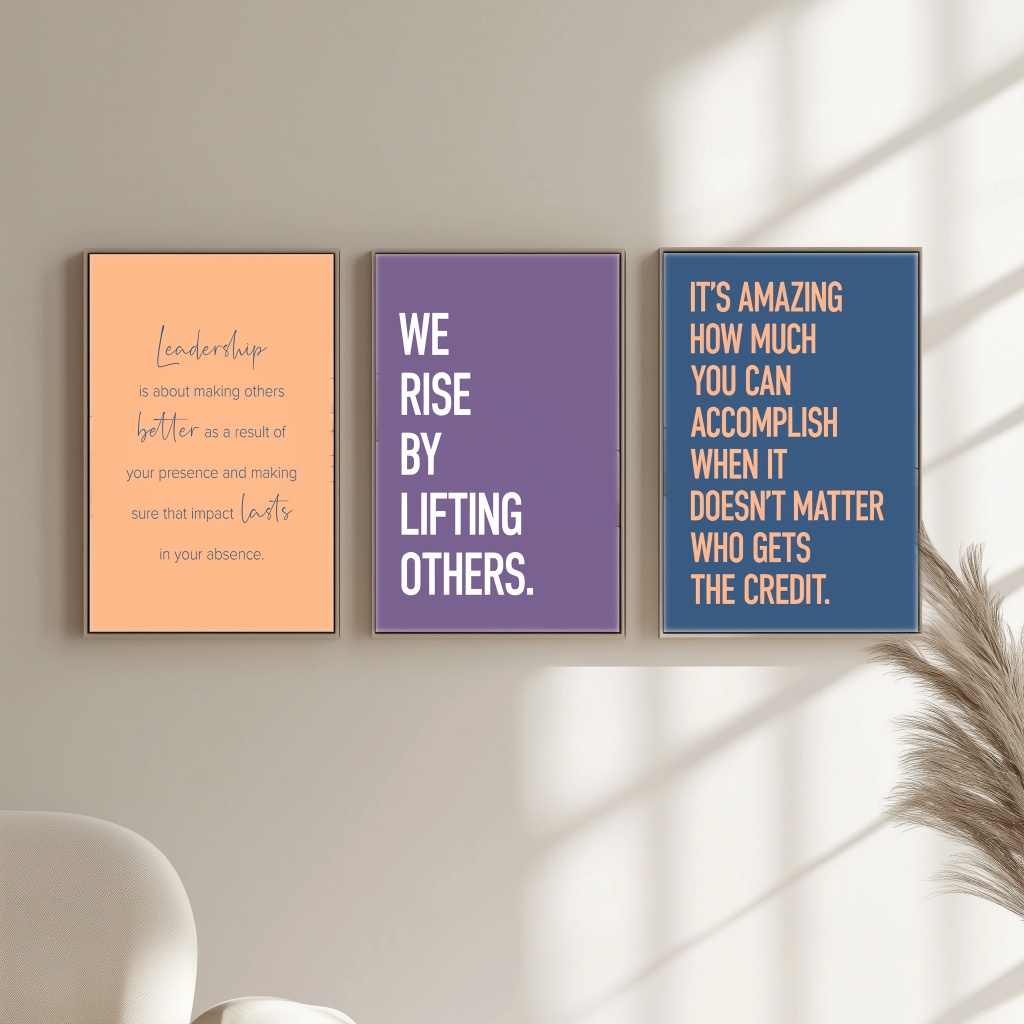 Leadership
is about making others
better as a result of
your presence and making
sure that impact lasts
in your absence.
WE
RISE
BY
LIFTING
OTHERS.
IT'S AMAZING
HOW MUCH
YOU CAN
ACCOMPLISH
WHEN IT
DOESN'T MATTER
WHO GETS
THE CREDIT.